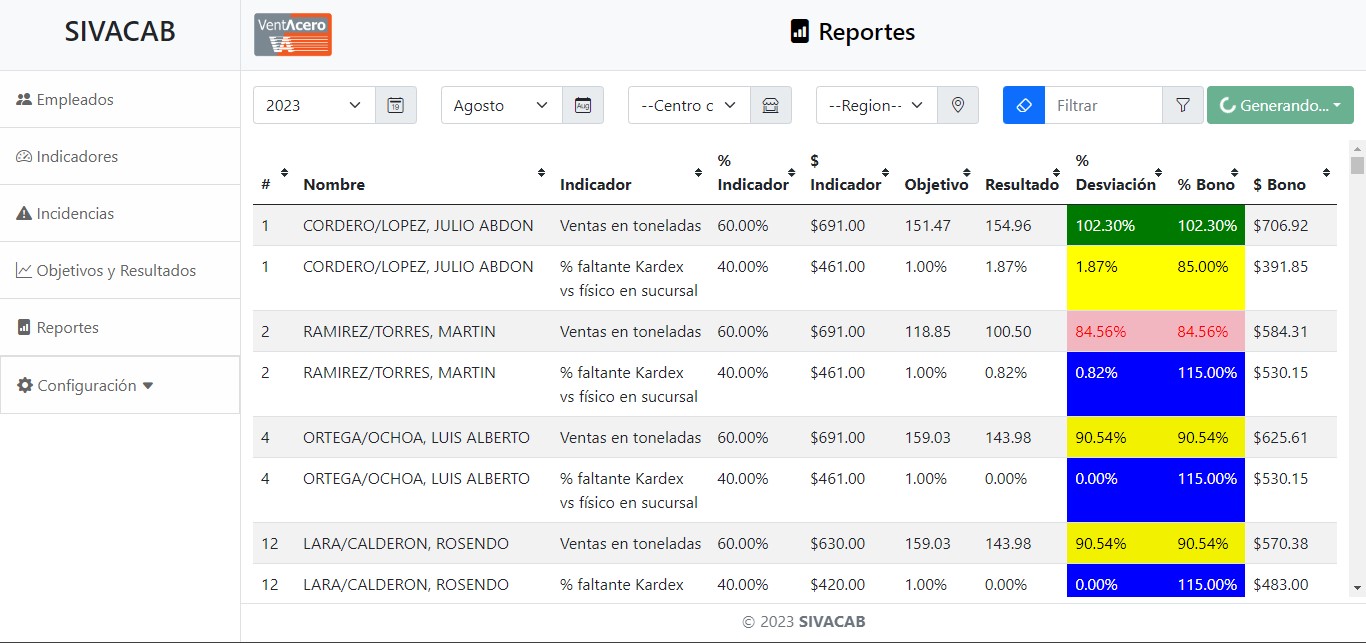 SIVACAB
VentAcero
VA
Reportes
Empleados
Indicadores
Incidencias
Objetivos y Resultados
Reportes
Configuración
2023
19
Agosto
Aug
--Centro c
--Region--
Filtrar
Generando...
# Nombre Indicador % Indicador $ Indicador Objetivo Resultado % Desviación % Bono $ Bono
1 CORDERO/LOPEZ, JULIO ABDON Ventas en toneladas 60.00% $691.00 151.47 154.96 102.30% 102.30% $706.92
1 CORDERO/LOPEZ, JULIO ABDON % faltante Kardex 40.00% $461.00 1.00% 1.87% 1.87% 85.00% $391.85
vs físico en sucursal
2 RAMIREZ/TORRES, MARTIN Ventas en toneladas 60.00% $691.00 118.85 100.50 84.56% 84.56% $584.31
2 RAMIREZ/TORRES, MARTIN % faltante Kardex 40.00% $461.00 1.00% 0.82% 0.82% 115.00% $530.15
vs físico en sucursal
4 ORTEGA/OCHOA, LUIS ALBERTO Ventas en toneladas 60.00% $691.00 159.03 143.98 90.54% 90.54% $625.61
4 ORTEGA/OCHOA, LUIS ALBERTO % faltante Kardex 40.00% $461.00 1.00% 0.00% 0.00% 115.00% $530.15
vs físico en sucursal
12 LARA/CALDERON, ROSENDO Ventas en toneladas 60.00% $630.00 159.03 143.98 90.54% 90.54% $570.38
12 LARA/CALDERON, ROSENDO % faltante Kardex 40.00% $420.00 1.00% 0.00% 0.00% 115.00% $483.00
© 2023 SIVACAB